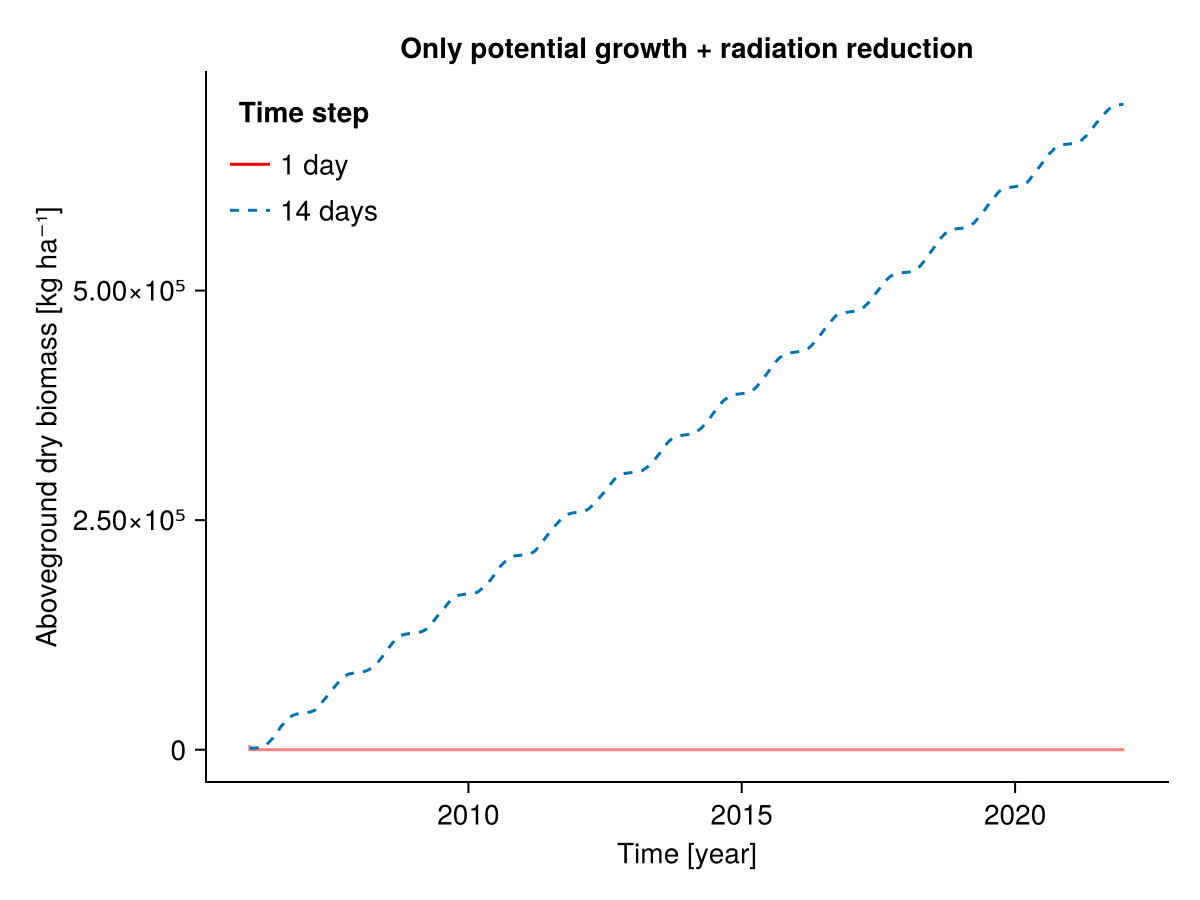 Only potential growth + radiation reduction
Time step
1 day
14 days
Aboveground dry biomass [kg ha⁻¹]
5.00×10⁵
2.50×10⁵
0
2010
2015
2020
Time [year]